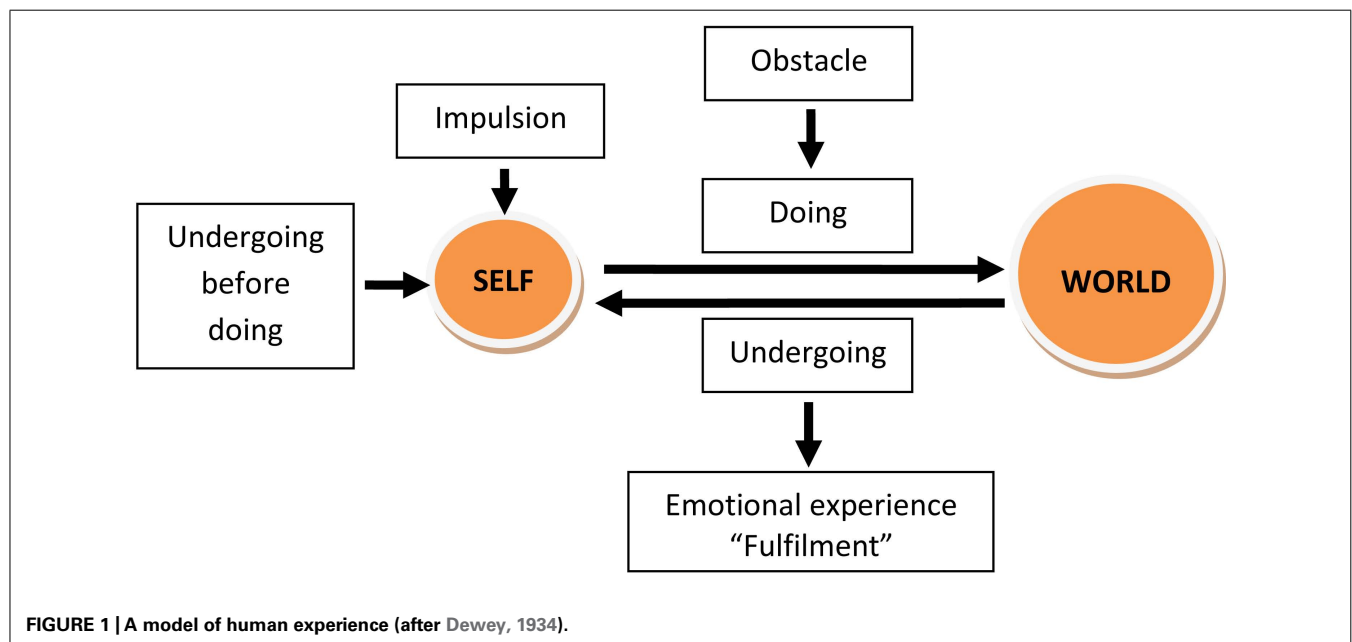 Obstacle
Impulsion
Doing
Undergoing
before
doing
SELF
WORLD
Undergoing
Emotional experience
“Fulfilment”
FIGURE 1 | A model of human experience (after Dewey, 1934).